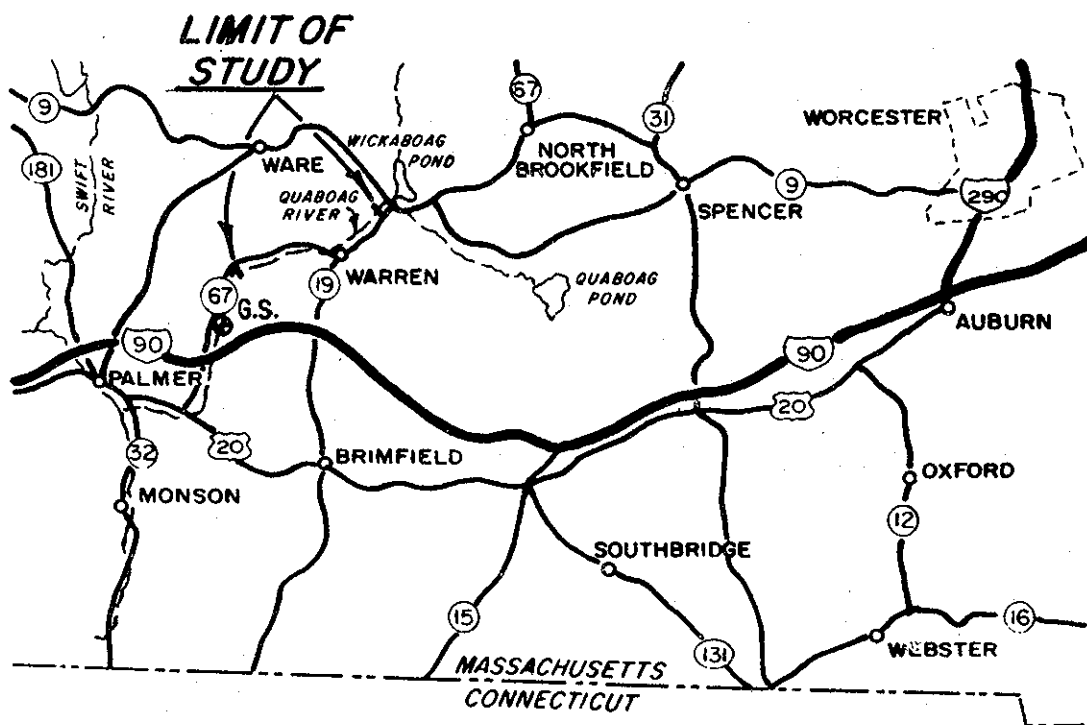 LIMIT OF
STUDY
9
67
31
WORCESTER
181
SWIFT
RIVER
WARE
WICKABOAG
POND
NORTH
BROOKFIELD
9
290
QUABOAG
RIVER
SPENCER
WARREN
19
QUABOAG
POND
67
G.S.
AUBURN
90
90
PALMER
20
20
32
BRIMFIELD
OXFORD
MONSON
12
SOUTHBRIDGE
15
16
131
WEBSTER
MASSACHUSETTS
CONNECTICUT